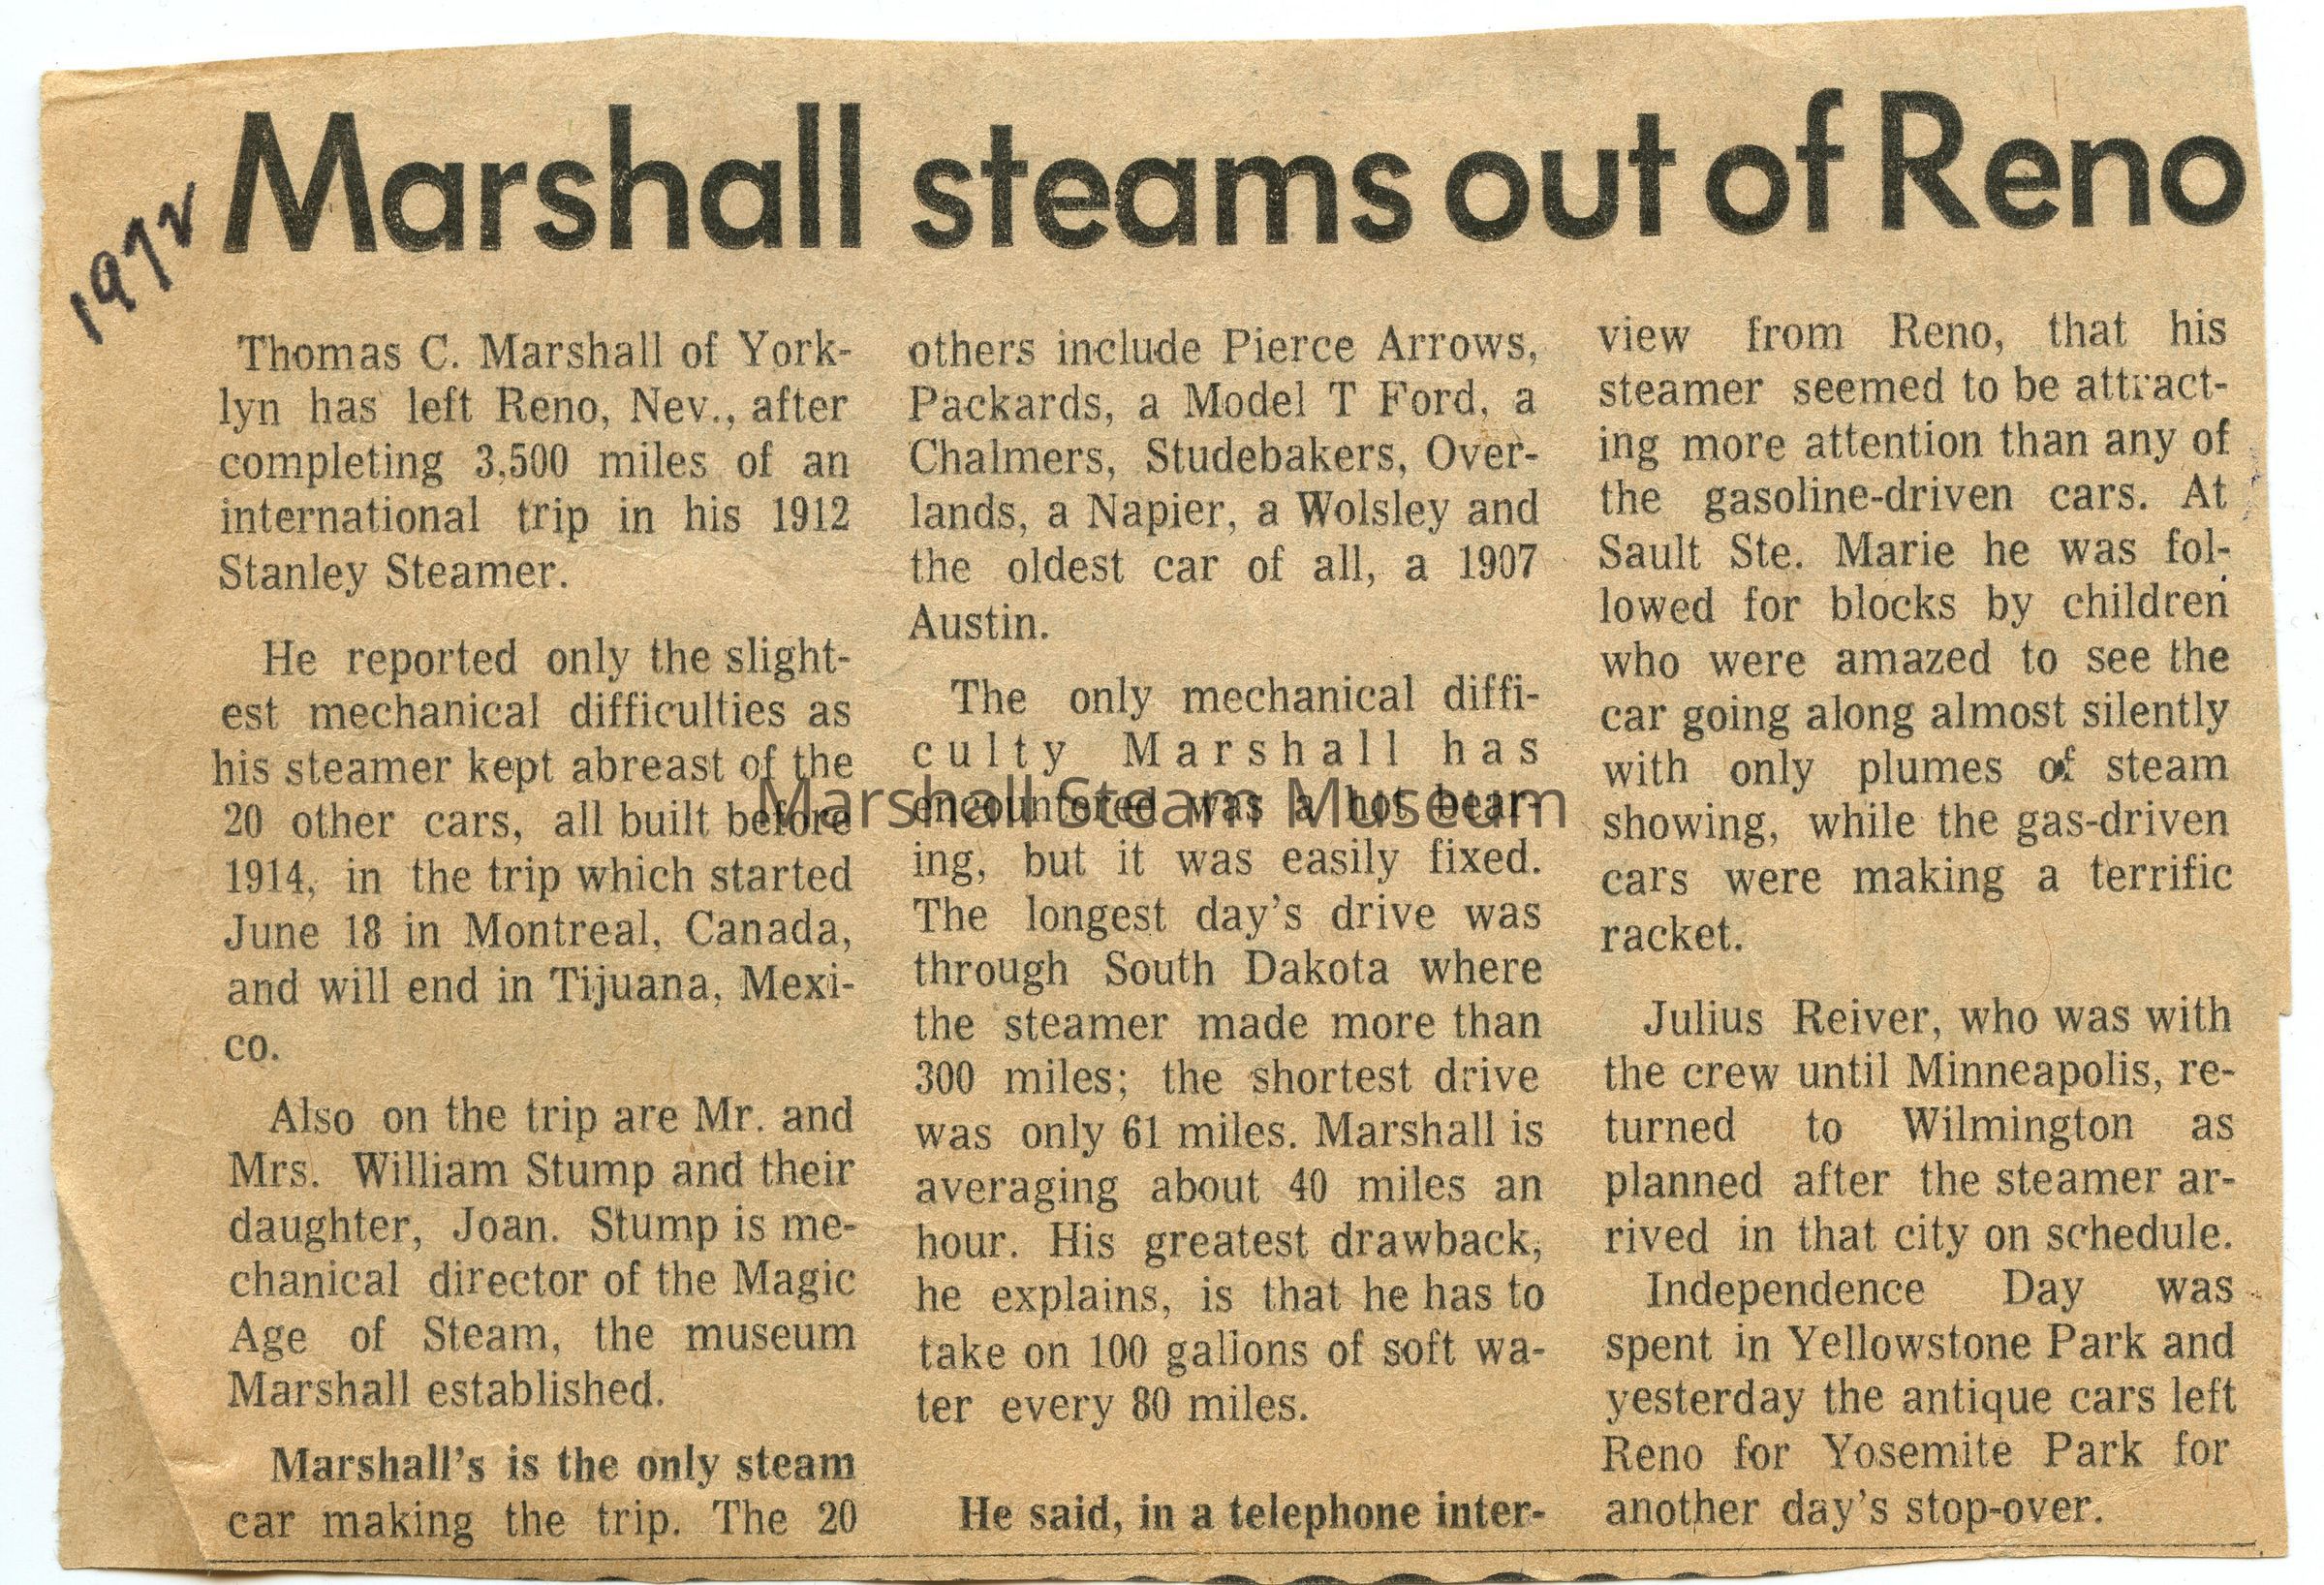 Marshall steams out of Reno
1972
Thomas C. Marshall of York-
lyn has left Reno, Nev., after
completing 3,500 miles of an
international trip in his 1912
Stanley Steamer.
He reported only the slight-
est mechanical difficulties as
his steamer kept abreast of the
20 other cars, all built before
1914, in the trip which started
June 18 in Montreal, Canada,
and will end in Tijuana, Mexi-
co.
Also on the trip are Mr. and
Mrs. William Stump and their
daughter, Joan. Stump is me-
chanical director of the Magic
Age of Steam, the museum
Marshall established.
Marshall's is the only steam
car making the trip. The 20
others include Pierce Arrows,
Packards, a Model T Ford, a
Chalmers, Studebakers, Over-
lands, a Napier, a Wolsley and
the oldest car of all, a 1907
Austin.
The only mechanical diffi-
culty Marshall has
encountered was a hot bear-
ing, but it was easily fixed.
The longest day's drive was
through South Dakota where
the steamer made more than
300 miles; the shortest drive
was only 61 miles. Marshall is
averaging about 40 miles an
hour. His greatest drawback,
he explains, is that he has to
take on 100 gallons of soft wa-
ter every 80 miles.
He said, in a telephone inter-
view from Reno, that his
steamer seemed to be attract-
ing more attention than any of
the gasoline-driven cars. At
Sault Ste. Marie he was fol-
lowed for blocks by children
who were amazed to see the
car going along almost silently
with only plumes of steam
showing, while the gas-driven
cars were making a terrific
racket.
Julius Reiver, who was with
the crew until Minneapolis, re-
turned to Wilmington as
planned after the steamer ar-
rived in that city on schedule.
Independence Day was
spent in Yellowstone Park and
yesterday the antique cars left
Reno for Yosemite Park for
another day's stop-over.
Marshall Steam Museum